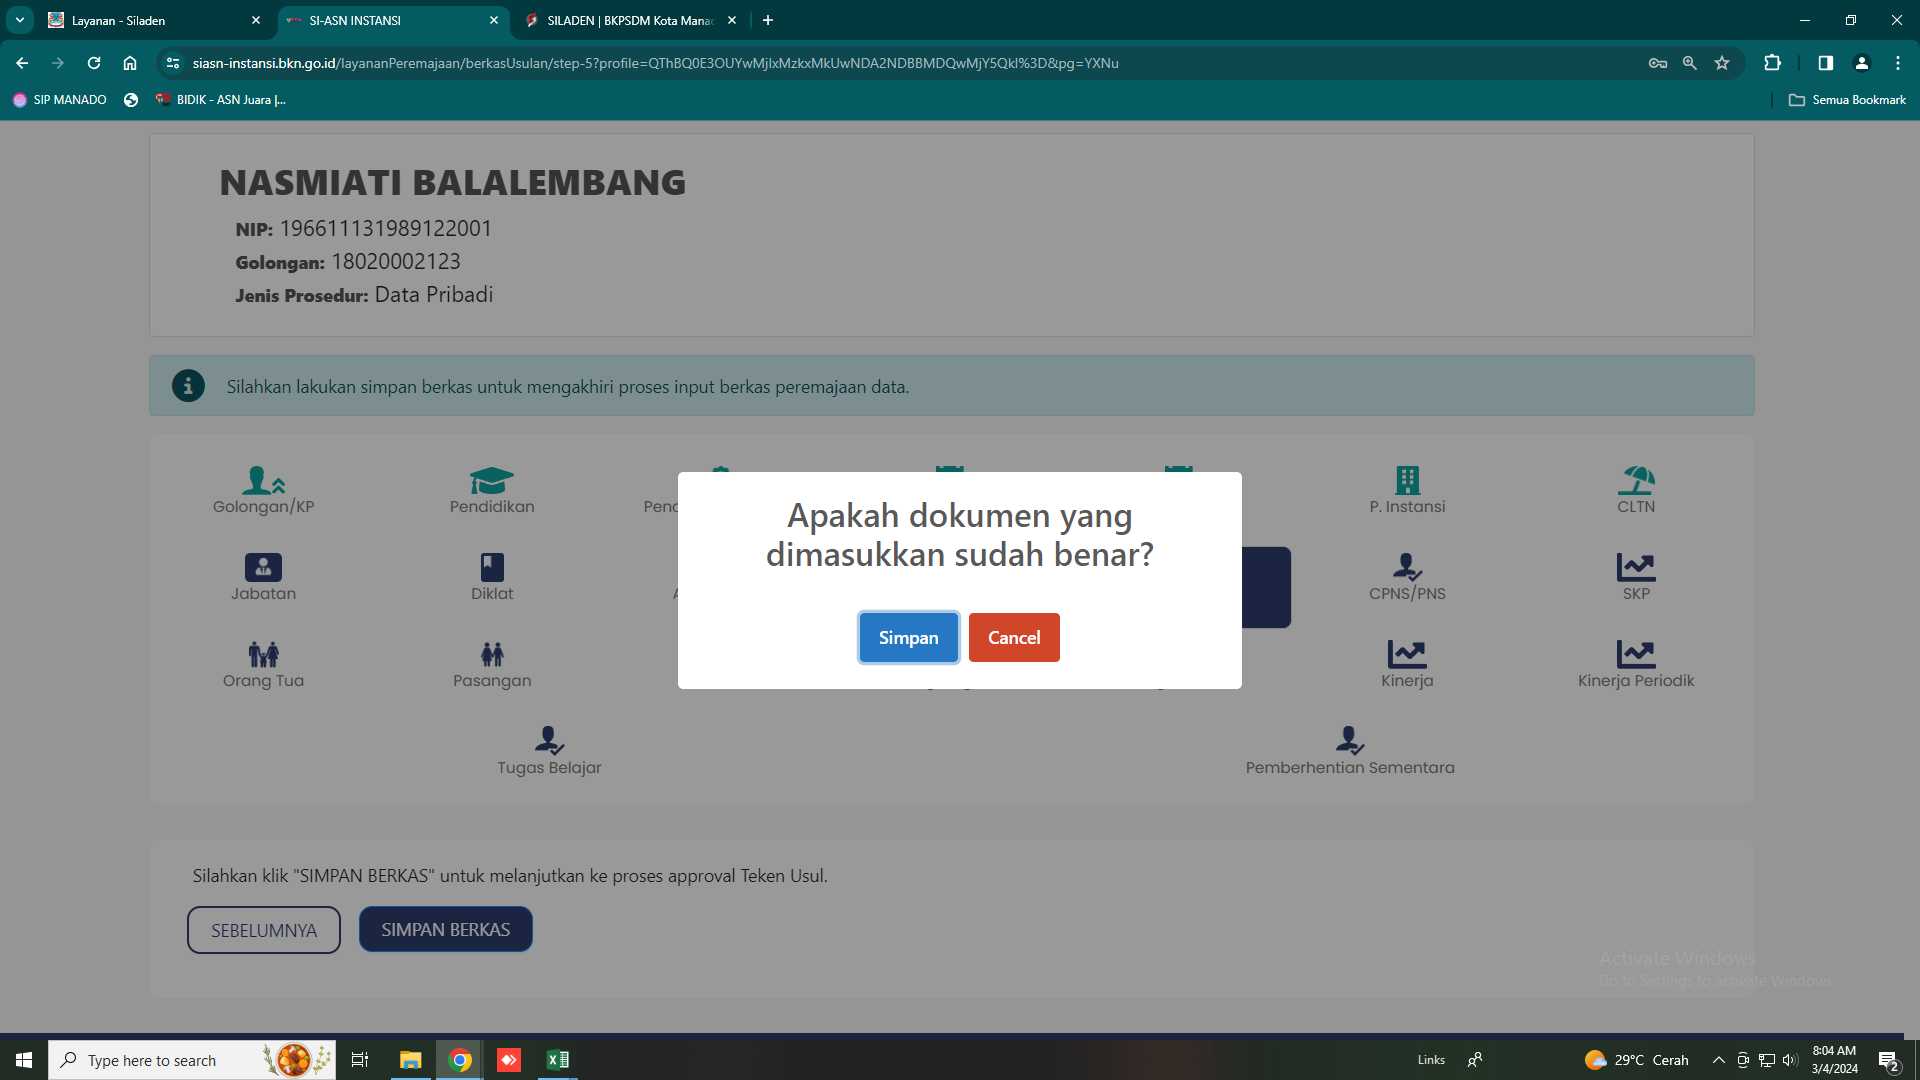 Layanan - Siladen
SI-ASN INSTANSI
SILADEN | BKPSDM Kota Mana
siasn-instansi.bkn.go.id/layananPeremajaan/berkasUsulan/step-5?profile=QThBQ0E3OUYwMjIxMzkxMkUwNDA2NDBBMDQwMjY5Qkl%3D&pg=YXNu
SIP MANADO
BIDIK - ASN Juara |...
Semua Bookmark
NASMIATI BALALEMBANG
NIP: 196611131989122001
Golongan: 18020002123
Jenis Prosedur: Data Pribadi
Silahkan lakukan simpan berkas untuk mengakhiri proses input berkas peremajaan data.
Golongan/KP
Pendidikan
P. Instansi
CLTN
Apakah dokumen yang
dimasukkan sudah benar?
Jabatan
Diklat
CPNS/PNS
SKP
Simpan
Cancel
Orang Tua
Pasangan
Kinerja
Kinerja Periodik
Tugas Belajar
Pemberhentian Sementara
Silahkan klik "SIMPAN BERKAS" untuk melanjutkan ke proses approval Teken Usul.
SEBELUMNYA
SIMPAN BERKAS
Activate Windows
Go to Settings to activate Windows.
Type here to search
Links
29°C Cerah
8:04 AM
3/4/2024
2